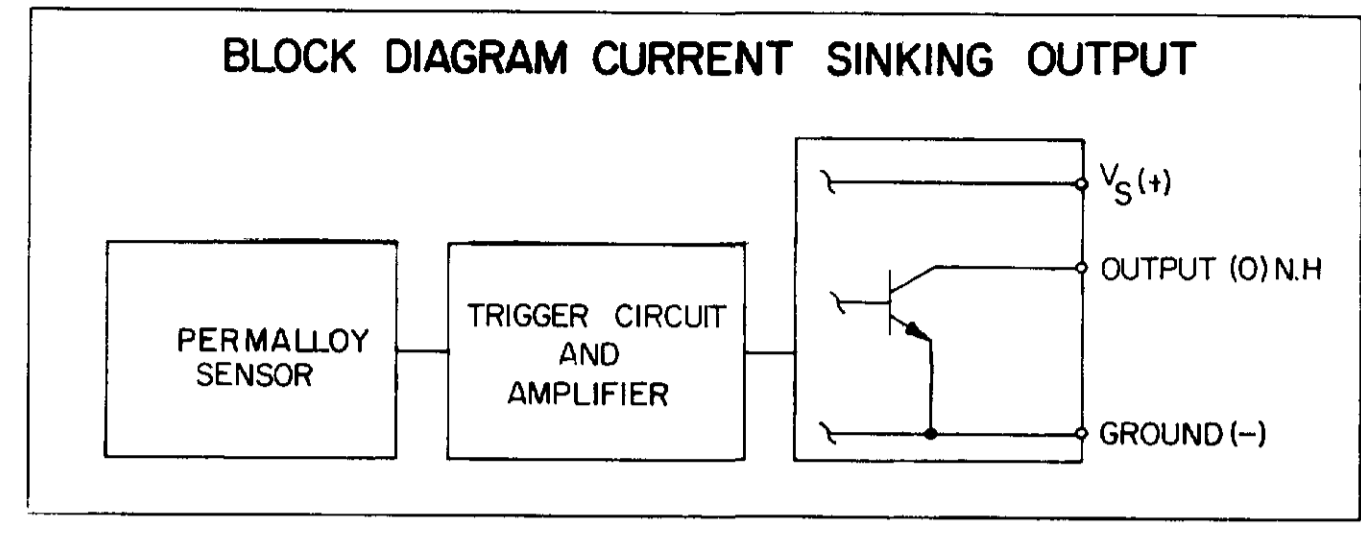 BLOCK DIAGRAM CURRENT SINKING OUTPUT
PERMALLOY
SENSOR
TRIGGER CIRCUIT
AND
AMPLIFIER
VS (+)
OUTPUT (O) N.H
GROUND (-)